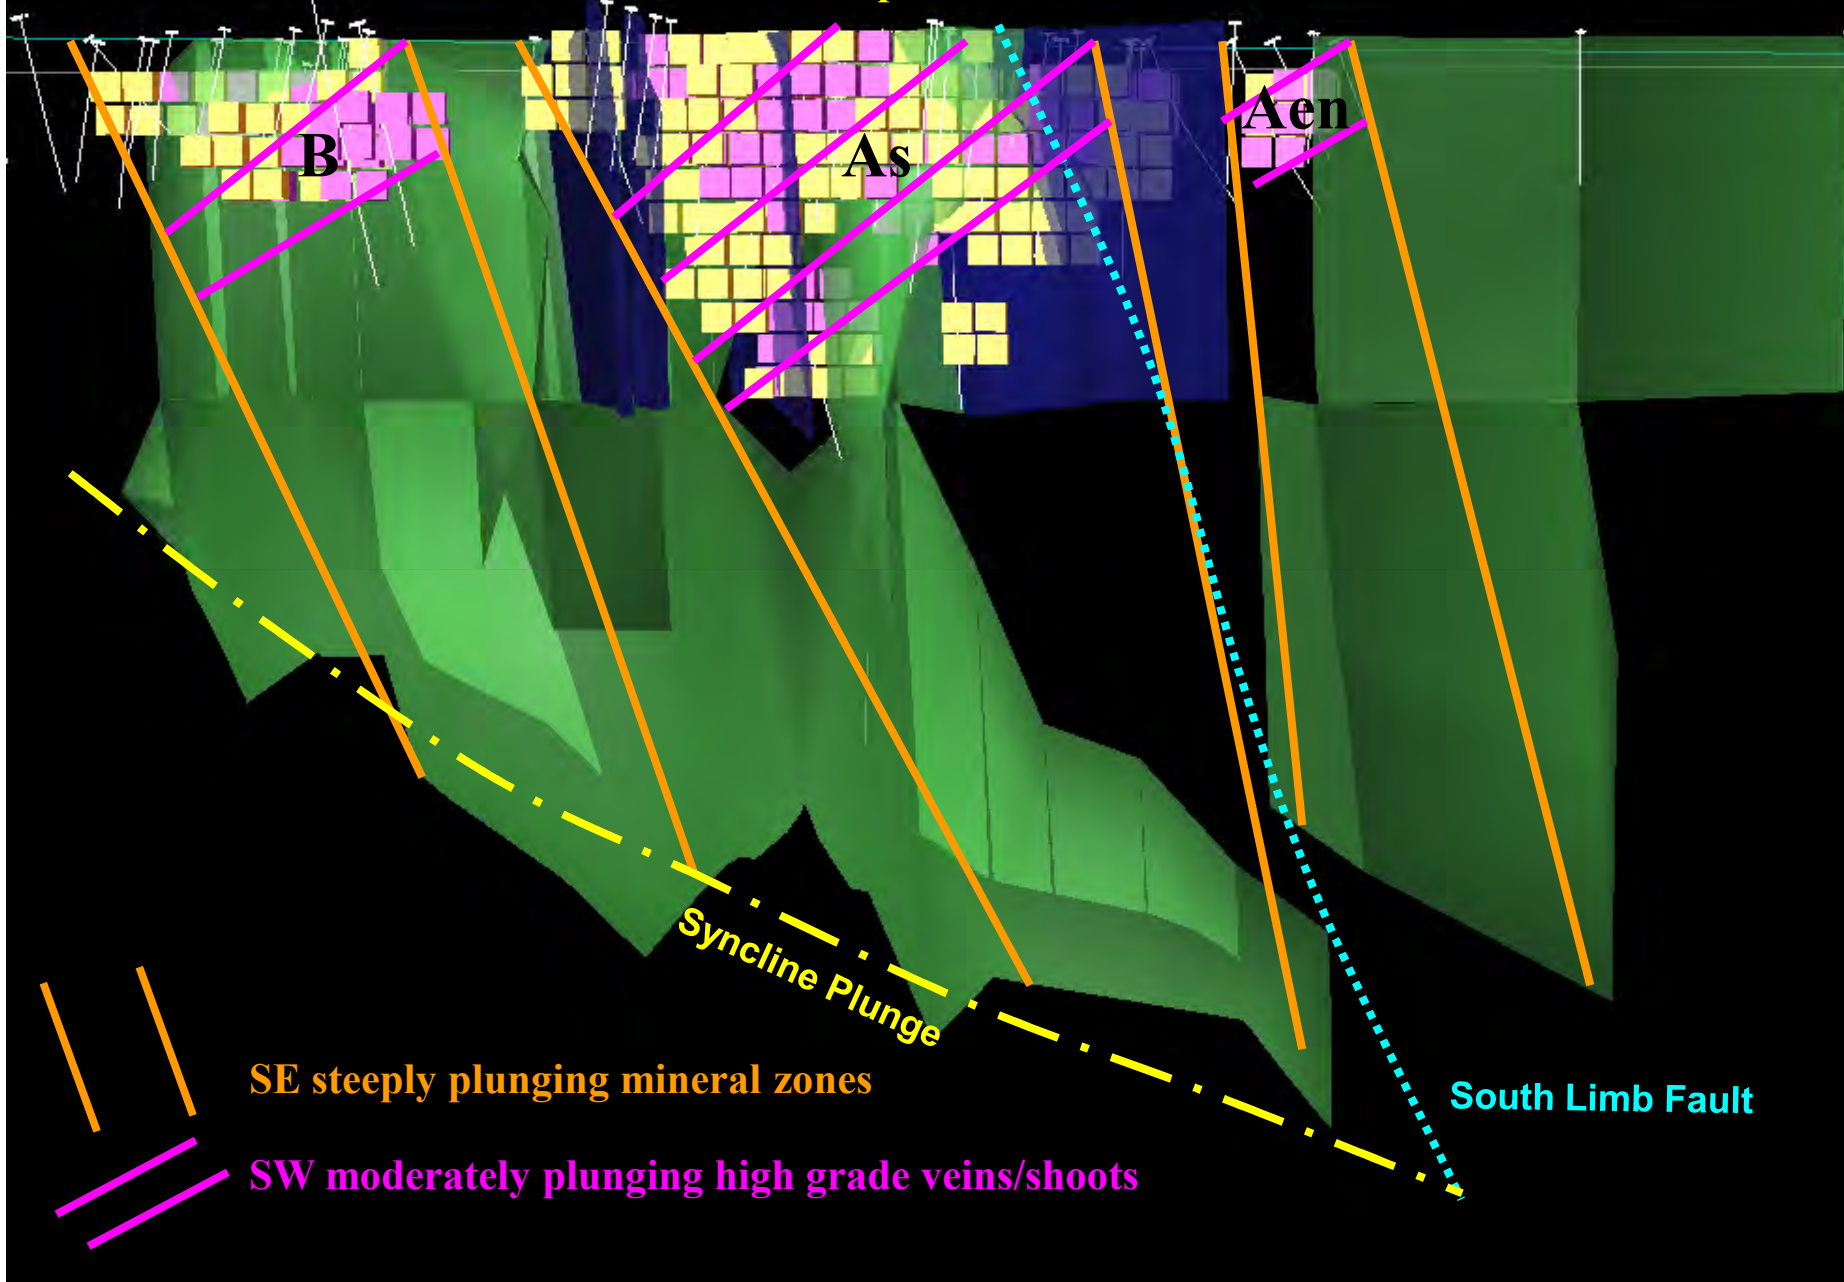 Aen
B
As
Syncline Plunge
SE steeply plunging mineral zones
South Limb Fault
SW moderately plunging high grade veins/shoots